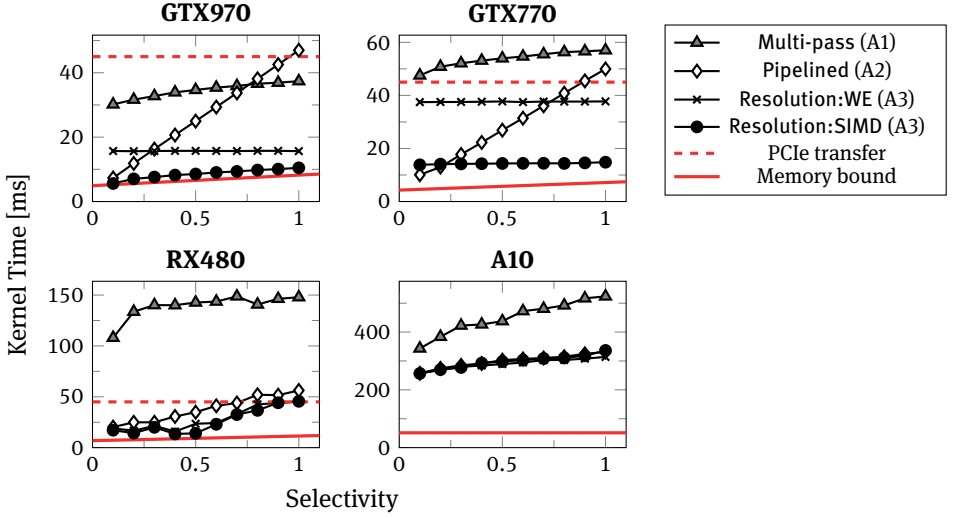 GTX970
GTX770
40
20
0
0
0.5
1
60
40
20
0
0
0.5
1
Multi-pass (A1)
Pipelined (A2)
Resolution:WE (A3)
Resolution:SIMD (A3)
PCIe transfer
Memory bound
Kernel Time [ms]
RX480
A10
150
100
50
0
0
0.5
1
400
200
0
0
0.5
1
Selectivity